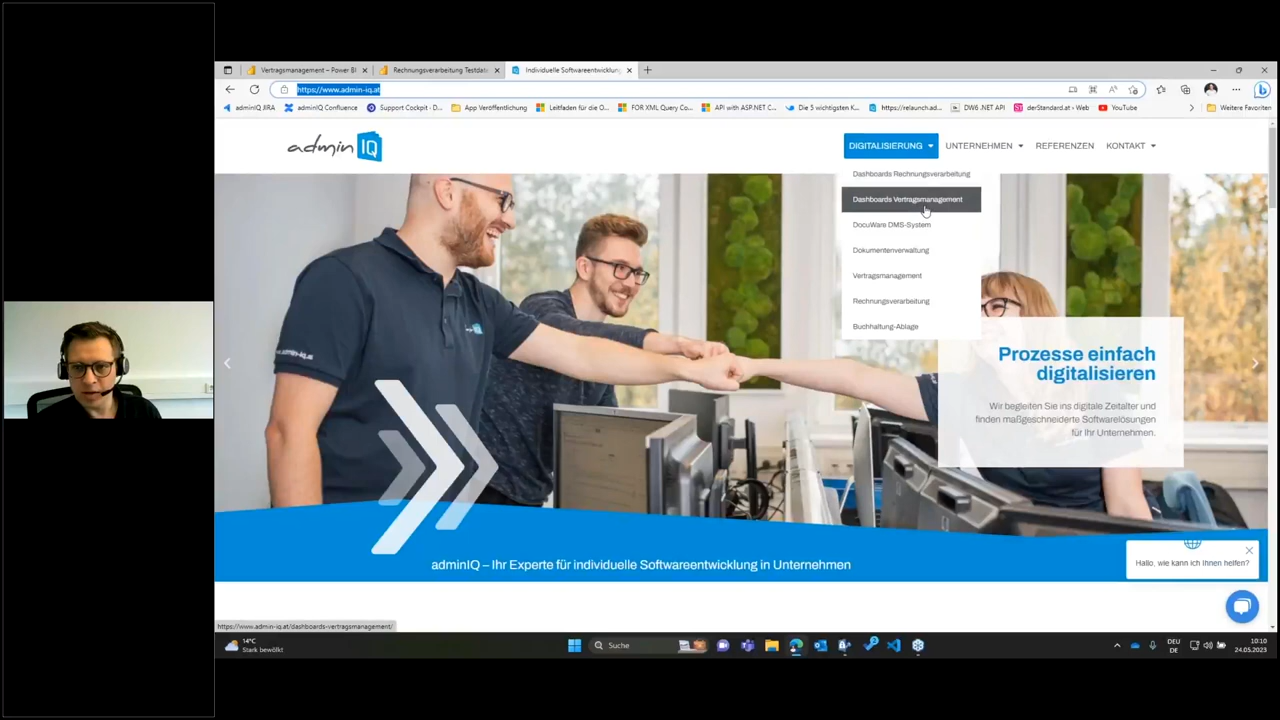 Vertragsmanagement – Power BI
Rechnungsverarbeitung Testdat
Individuelle Softwareentwicklung
https://www.admin-iq.at
adminIQ JIRA
adminIQ Confluence
Support Cockpit - D...
App Veröffentlichung
Leitfaden für die O...
FOR XML Query Co...
API with ASP.NET C...
Die 5 wichtigsten K...
https://relaunch.ad...
DW6 .NET API
derStandard.at › Web
YouTube
Weitere Favoriten
admin IQ
DIGITALISIERUNG
UNTERNEHMEN
REFERENZEN
KONTAKT
Dashboards Rechnungsverarbeitung
Dashboards Vertragsmanagement
DocuWare DMS-System
Dokumentenverwaltung
Vertragsmanagement
Rechnungsverarbeitung
Buchhaltung-Ablage
Prozesse einfach
digitalisieren
Wir begleiten Sie ins digitale Zeitalter und
finden maßgeschneiderte Softwarelösungen
für Ihr Unternehmen.
adminIQ – Ihr Experte für individuelle Softwareentwicklung in Unternehmen
Hallo, wie kann ich Ihnen helfen?
https://www.admin-iq.at/dashboards-vertragsmanagement/
14°C
Stark bewölkt
Suche
DEU
DE
10:10
24.05.2023